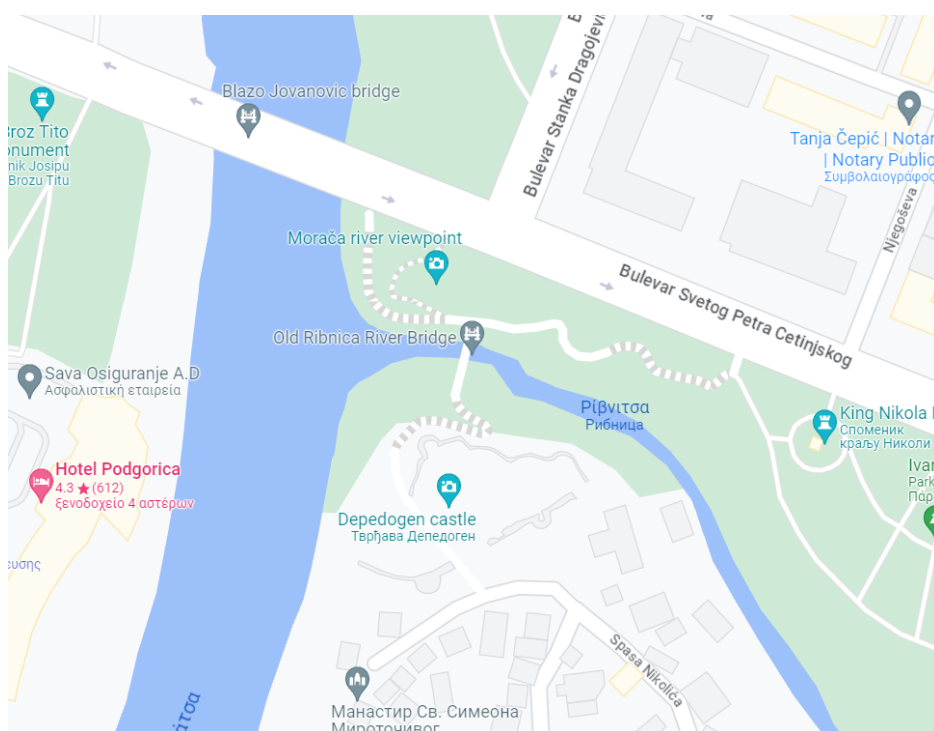 Blazo Jovanovic bridge
Bulevar Stanka Dragojević
Broz Tito
onument
nik Josipu
Brozu Titu
Tanja Čepić | Notar
| Notary Public
Συμβολαιογράφος
Njegoševa
Morača river viewpoint
Bulevar Svetog Petra Cetinjskog
Old Ribnica River Bridge
Sava Osiguranje A.D
Ασφαλιστική εταιρεία
Ρίβνιτσα
Рибница
King Nikola
Споменик
краљу Николи
Hotel Podgorica
4.3 ★ (612)
ξενοδοχείο 4 αστέρων
Ivan
Park
Πάρ
Depedogen castle
Тврђава Депедоген
ευσης
Spasa Nikolića
Манастир Св. Симеона
Мироточивог
άτσα